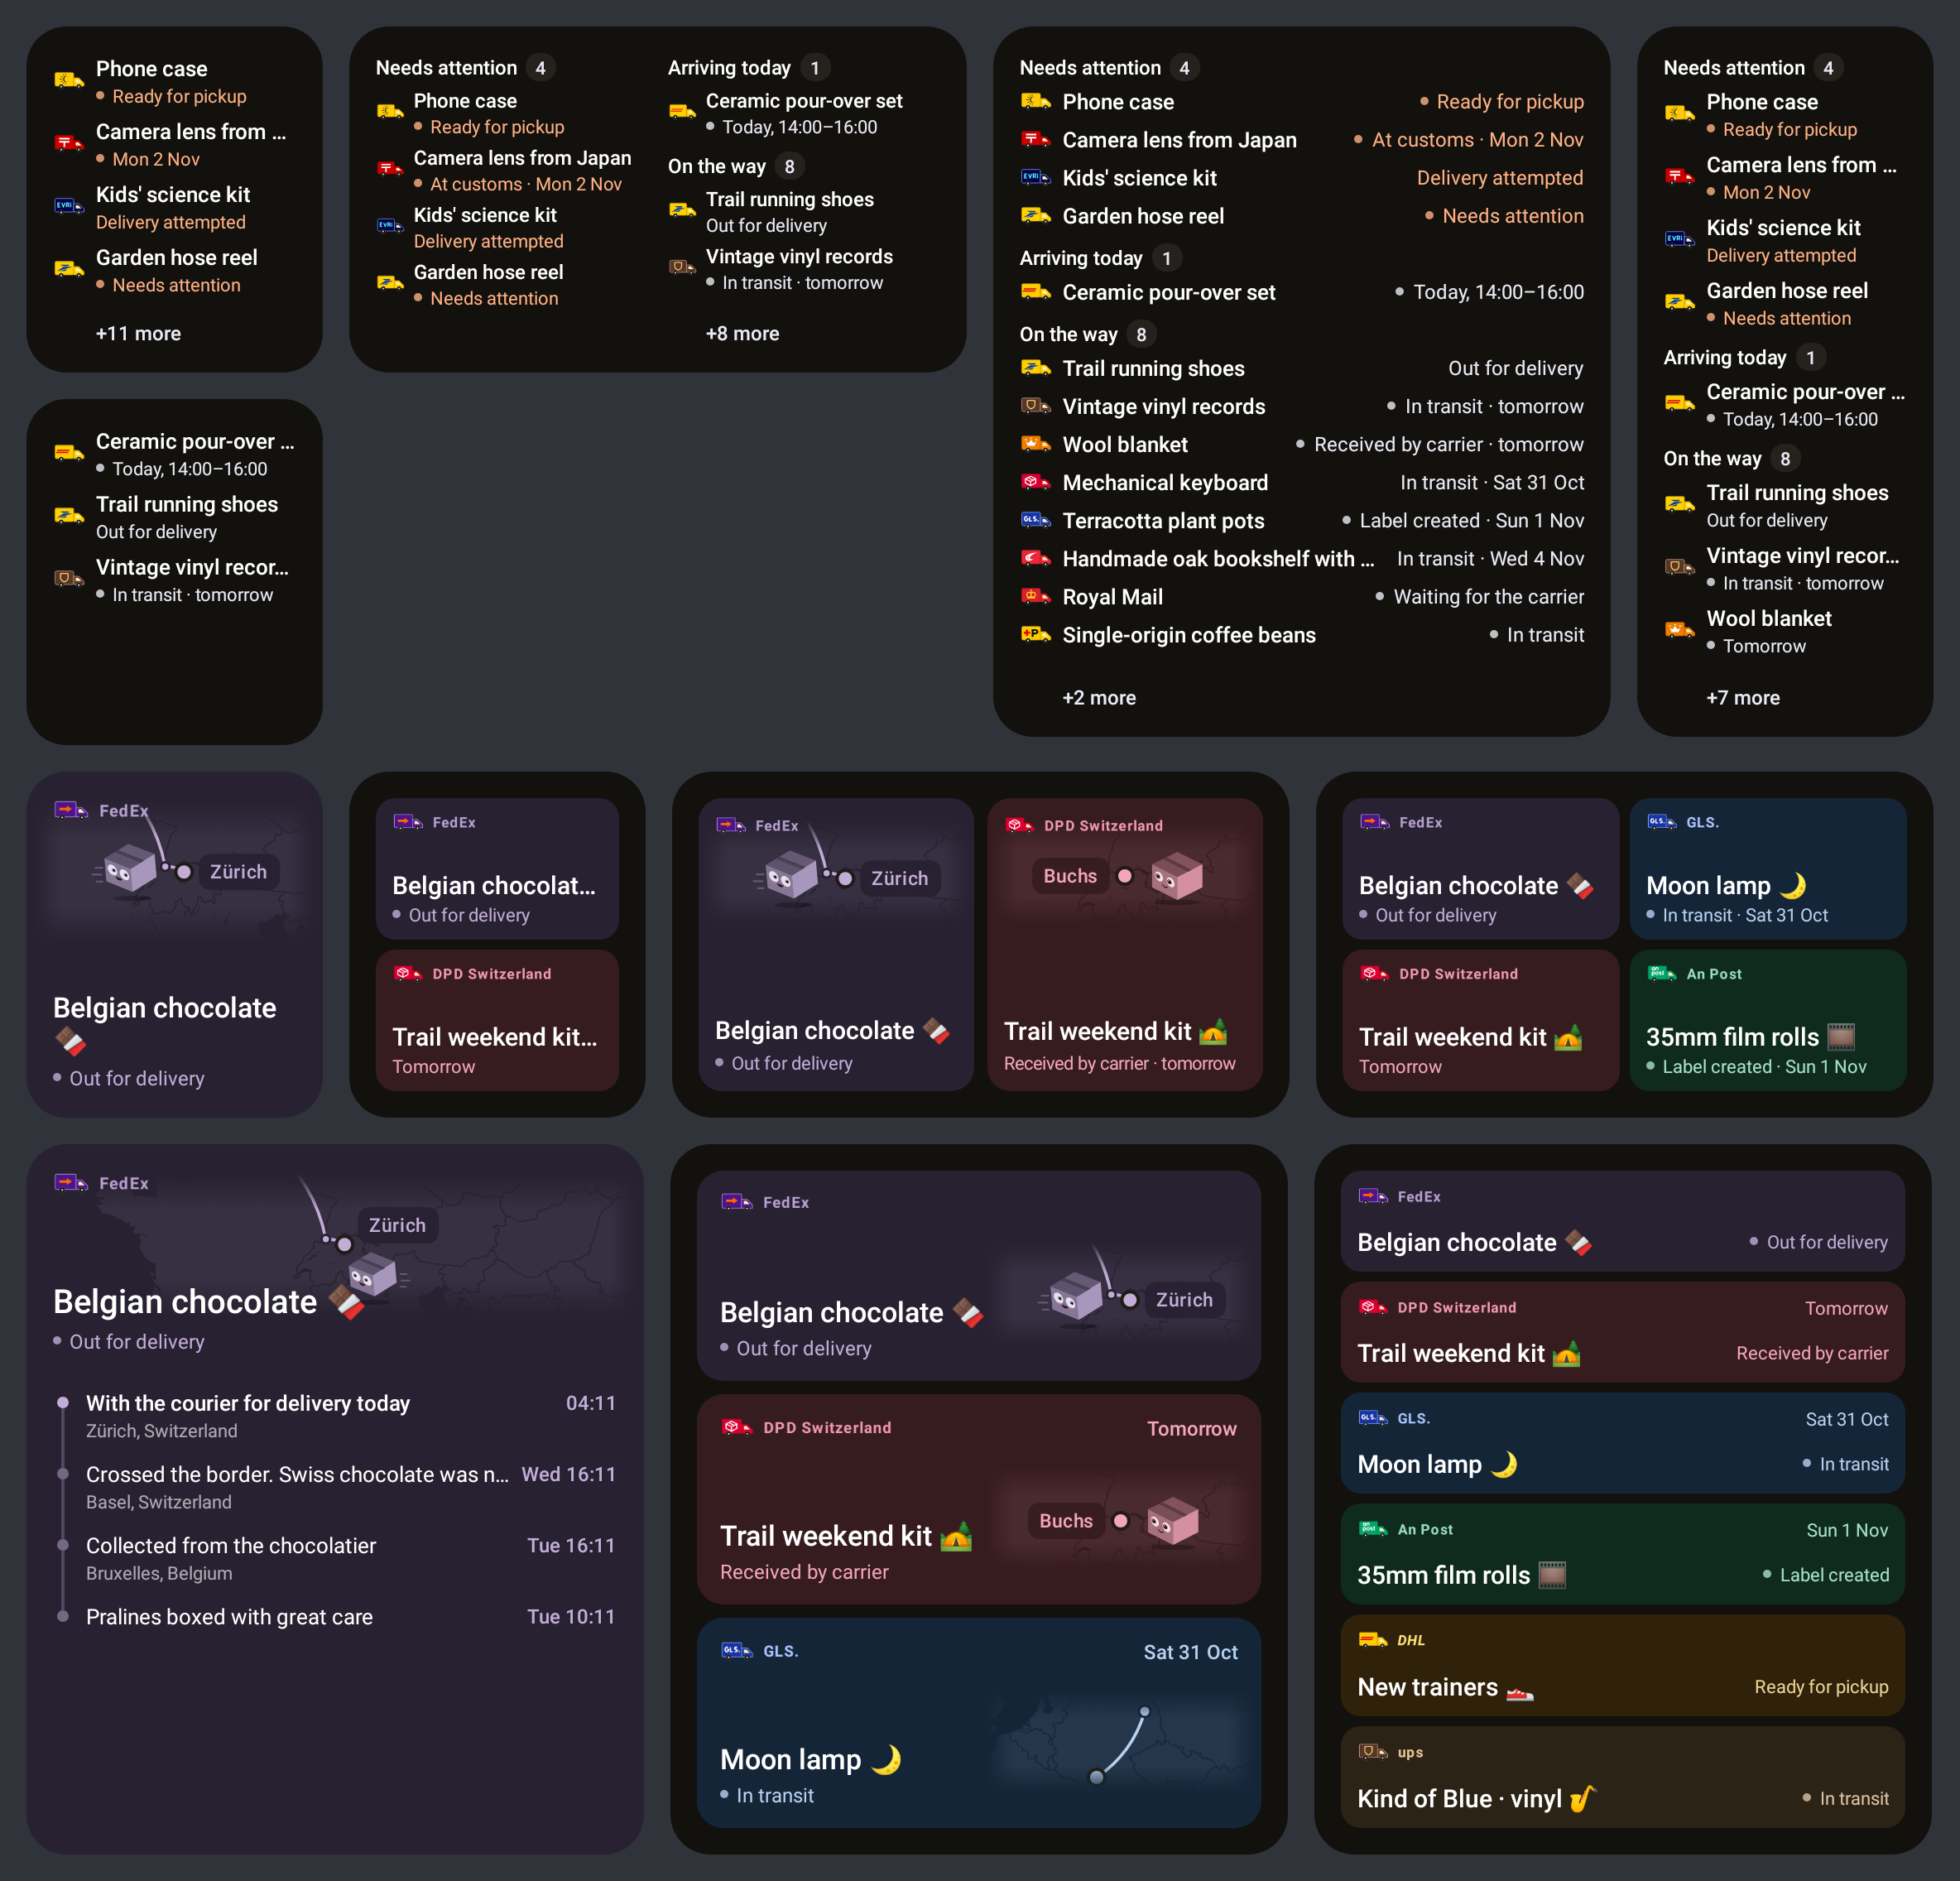 Phone case
Ready for pickup
Camera lens from ...
Mon 2 Nov
EVRi
Kids' science kit
Delivery attempted
Garden hose reel
Needs attention
+11 more
Needs attention 4
Phone case
Ready for pickup
Camera lens from Japan
At customs · Mon 2 Nov
EVRi
Kids' science kit
Delivery attempted
Garden hose reel
Needs attention
Arriving today 1
Ceramic pour-over set
Today, 14:00–16:00
On the way 8
Trail running shoes
Out for delivery
Vintage vinyl records
In transit · tomorrow
+8 more
Needs attention 4
Phone case Ready for pickup
Camera lens from Japan At customs · Mon 2 Nov
EVRi Kids' science kit Delivery attempted
Garden hose reel Needs attention
Arriving today 1
Ceramic pour-over set Today, 14:00–16:00
On the way 8
Trail running shoes Out for delivery
Vintage vinyl records In transit · tomorrow
Wool blanket Received by carrier · tomorrow
Mechanical keyboard In transit · Sat 31 Oct
GLS. Terracotta plant pots Label created · Sun 1 Nov
Handmade oak bookshelf with ... In transit · Wed 4 Nov
Royal Mail Waiting for the carrier
+P Single-origin coffee beans In transit
+2 more
Needs attention 4
Phone case
Ready for pickup
Camera lens from ...
Mon 2 Nov
EVRi
Kids' science kit
Delivery attempted
Garden hose reel
Needs attention
Arriving today 1
Ceramic pour-over ...
Today, 14:00–16:00
On the way 8
Trail running shoes
Out for delivery
Vintage vinyl recor...
In transit · tomorrow
Wool blanket
Tomorrow
+7 more
Ceramic pour-over ...
Today, 14:00–16:00
Trail running shoes
Out for delivery
Vintage vinyl recor...
In transit · tomorrow
FedEx
Zürich
Belgian chocolate
🍫
Out for delivery
FedEx
Belgian chocolat...
Out for delivery
DPD Switzerland
Trail weekend kit...
Tomorrow
FedEx
Zürich
Belgian chocolate 🍫
Out for delivery
DPD Switzerland
Buchs
Trail weekend kit 🏕️
Received by carrier · tomorrow
FedEx
Belgian chocolate 🍫
Out for delivery
GLS. GLS.
Moon lamp 🌙
In transit · Sat 31 Oct
DPD Switzerland
Trail weekend kit 🏕️
Tomorrow
an post An Post
35mm film rolls 🎞️
Label created · Sun 1 Nov
FedEx
Zürich
Belgian chocolate 🍫
Out for delivery
With the courier for delivery today 04:11
Zürich, Switzerland
Crossed the border. Swiss chocolate was n... Wed 16:11
Basel, Switzerland
Collected from the chocolatier Tue 16:11
Bruxelles, Belgium
Pralines boxed with great care Tue 10:11
FedEx
Belgian chocolate 🍫
Zürich
Out for delivery
DPD Switzerland Tomorrow
Buchs
Trail weekend kit 🏕️
Received by carrier
GLS. GLS. Sat 31 Oct
Moon lamp 🌙
In transit
FedEx
Belgian chocolate 🍫 Out for delivery
DPD Switzerland Tomorrow
Trail weekend kit 🏕️ Received by carrier
GLS. GLS. Sat 31 Oct
Moon lamp 🌙 In transit
an post An Post Sun 1 Nov
35mm film rolls 🎞️ Label created
DHL
New trainers 👟 Ready for pickup
ups
Kind of Blue · vinyl 🎷 In transit